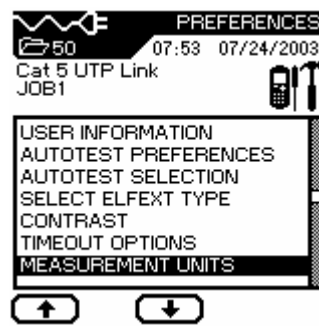 PREFERENCES
50 07:53 07/24/2003
Cat 5 UTP Link
JOB1
USER INFORMATION
AUTOTEST PREFERENCES
AUTOTEST SELECTION
SELECT ELFEXT TYPE
CONTRAST
TIMEOUT OPTIONS
MEASUREMENT UNITS